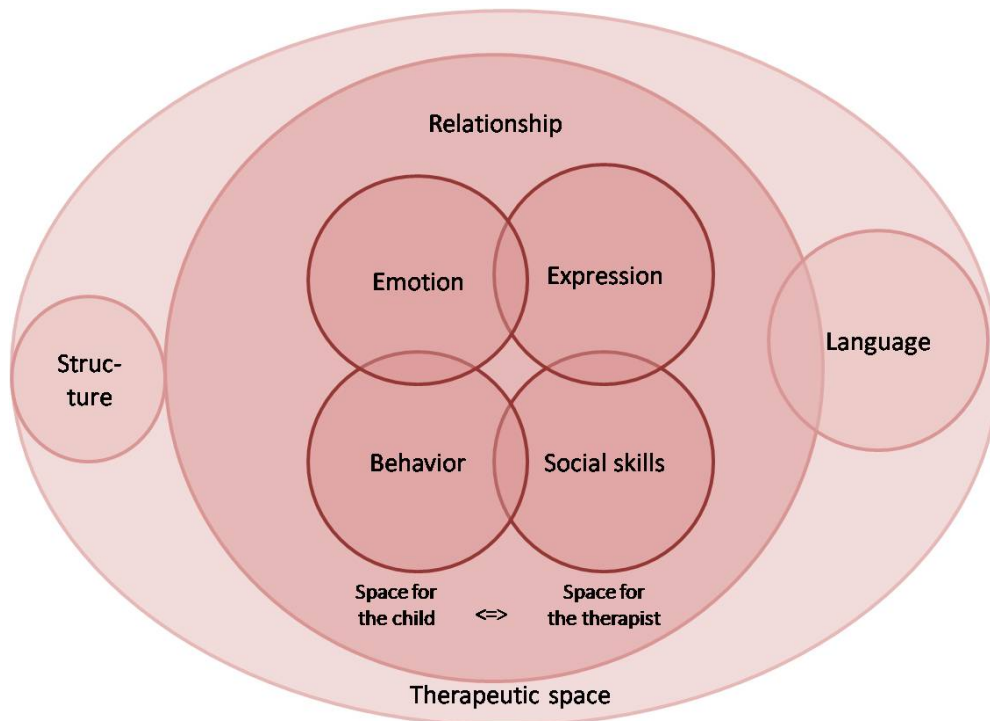 Relationship
Emotion
Expression
Struc-
ture
Language
Behavior
Social skills
Space for
the child
<=>
Space for
the therapist
Therapeutic space